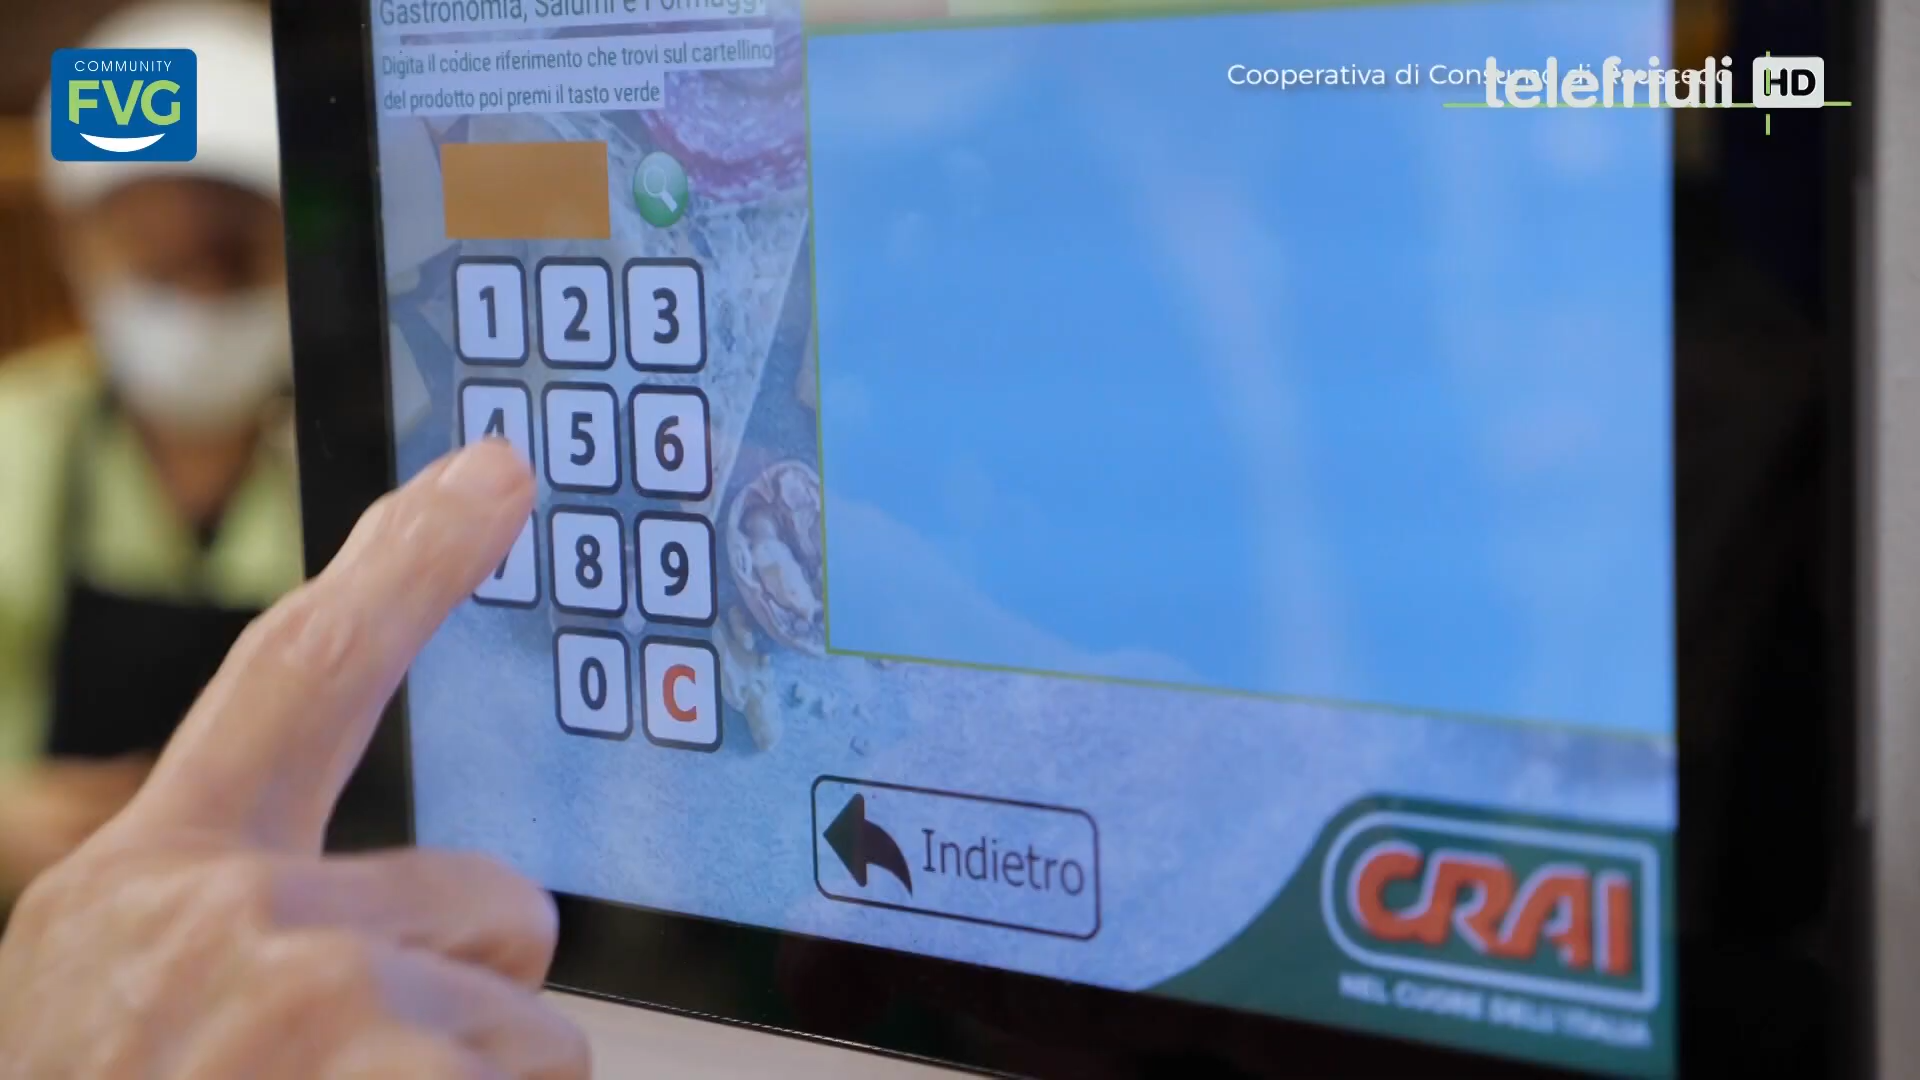 COMMUNITY
FVG
Gastronomia, Salumi e Formaggi
Digita il codice riferimento che trovi sul cartellino
del prodotto poi premi il tasto verde
Cooperativa di Consumo di
telefriuli HD
1 2 3
4 5 6
7 8 9
0 C
Indietro
CRAI
NEL CUORE DELL'ITALIA